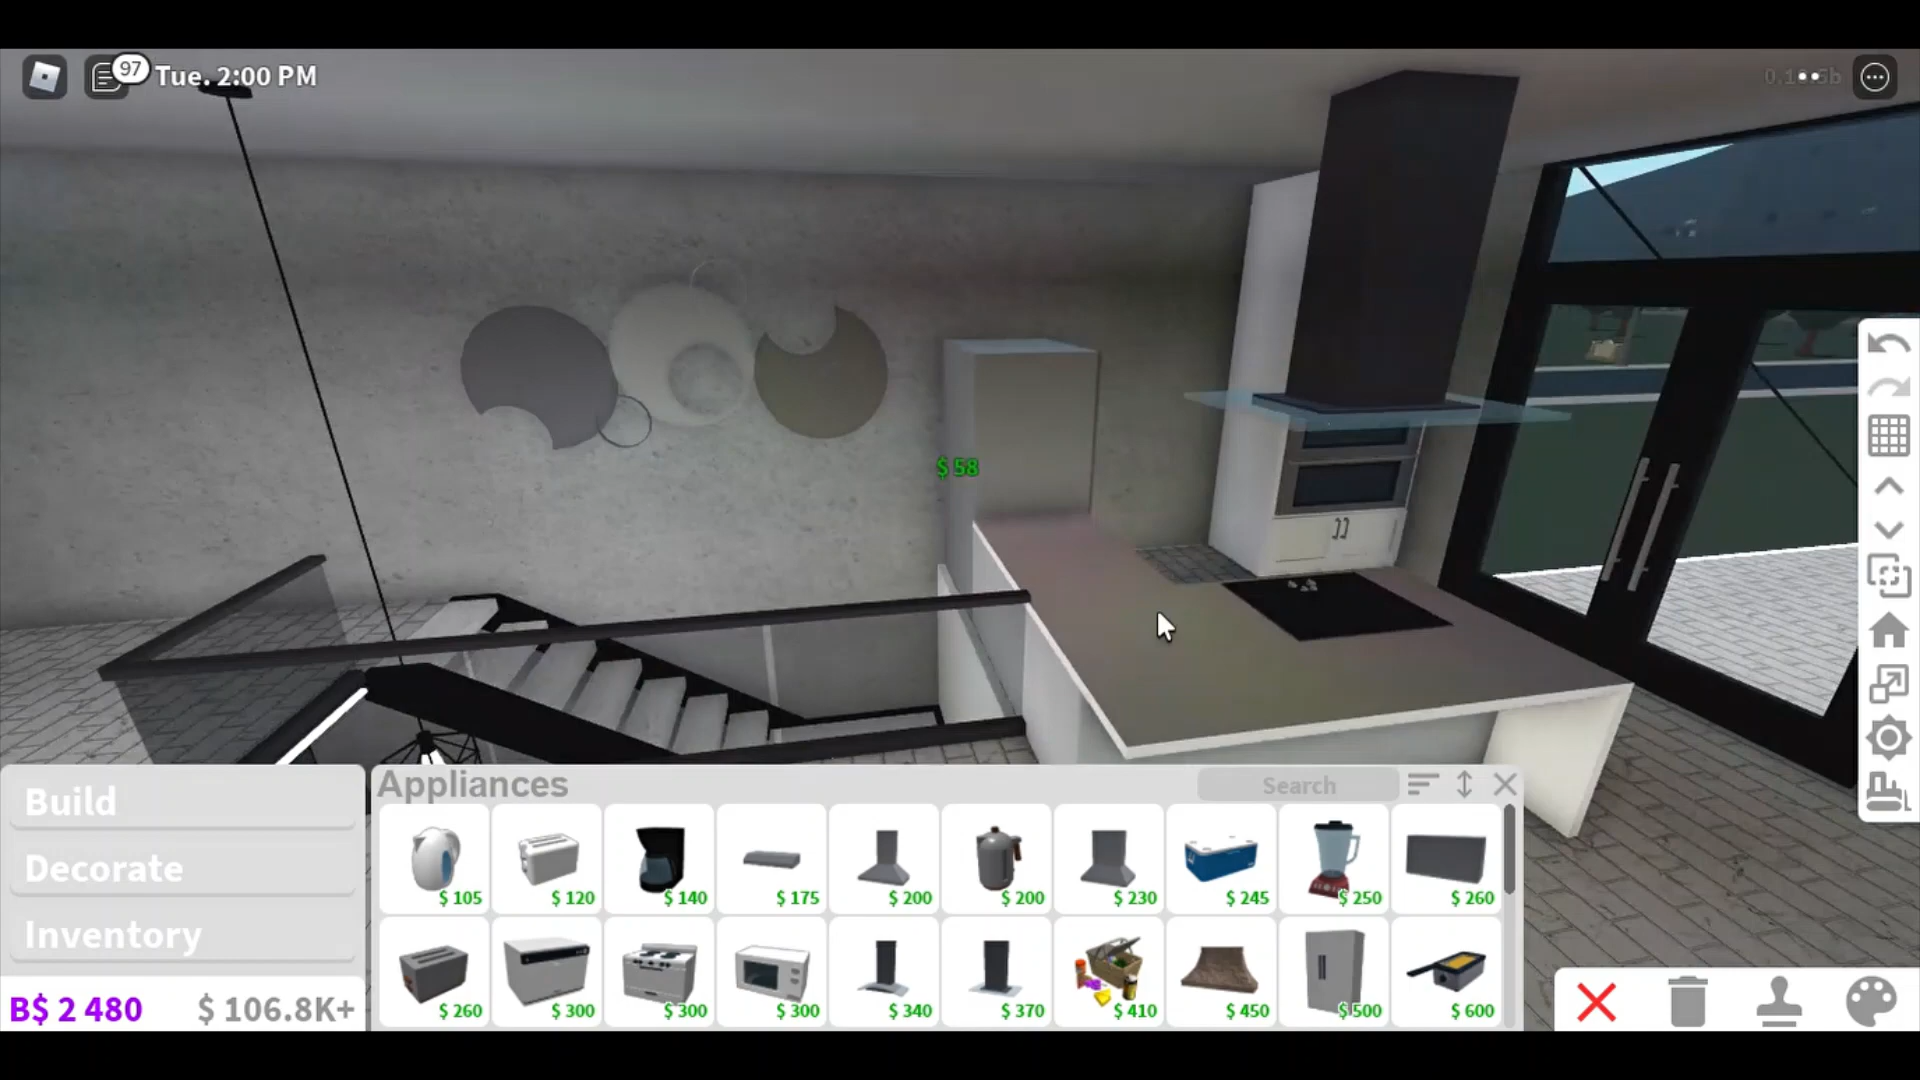 97
Tue. 2:00 PM
$ 58
Appliances
Search
Build
Decorate
Inventory
B$ 2 480
$ 106.8K+
$ 105
$ 120
$ 140
$ 175
$ 200
$ 200
$ 230
$ 245
$ 250
$ 260
$ 260
$ 300
$ 300
$ 300
$ 340
$ 370
$ 410
$ 450
$ 500
$ 600